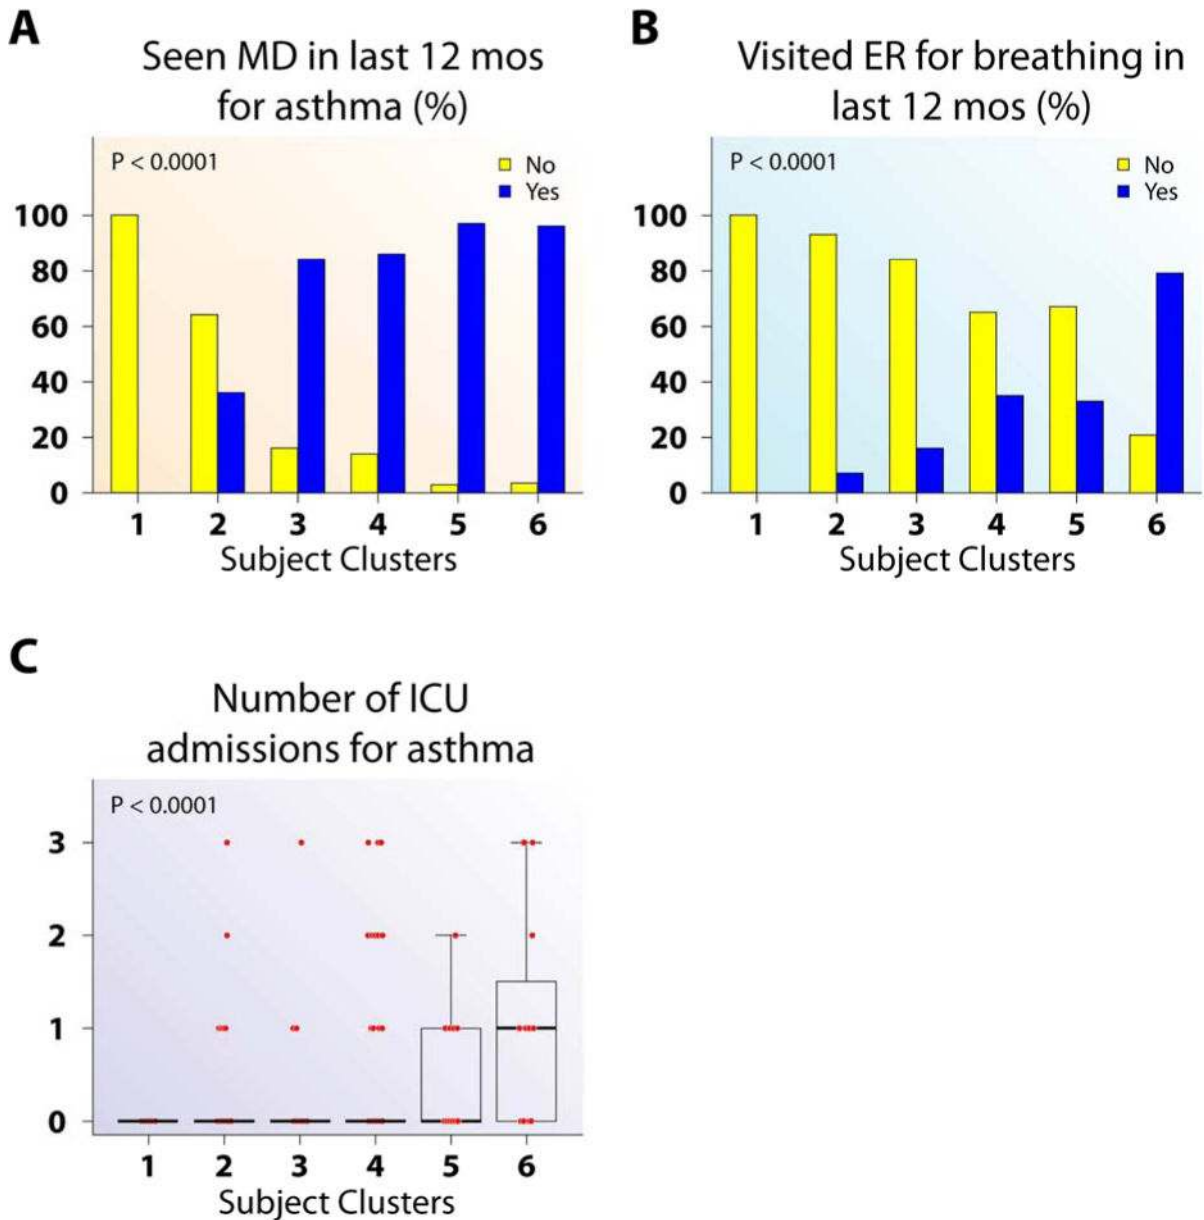 A
Seen MD in last 12 mos
for asthma (%)
P < 0.0001
No
Yes
100
80
60
40
20
0
1 2 3 4 5 6
Subject Clusters
B
Visited ER for breathing in
last 12 mos (%)
P < 0.0001
No
Yes
100
80
60
40
20
0
1 2 3 4 5 6
Subject Clusters
C
Number of ICU
admissions for asthma
P < 0.0001
3
2
1
0
1 2 3 4 5 6
Subject Clusters